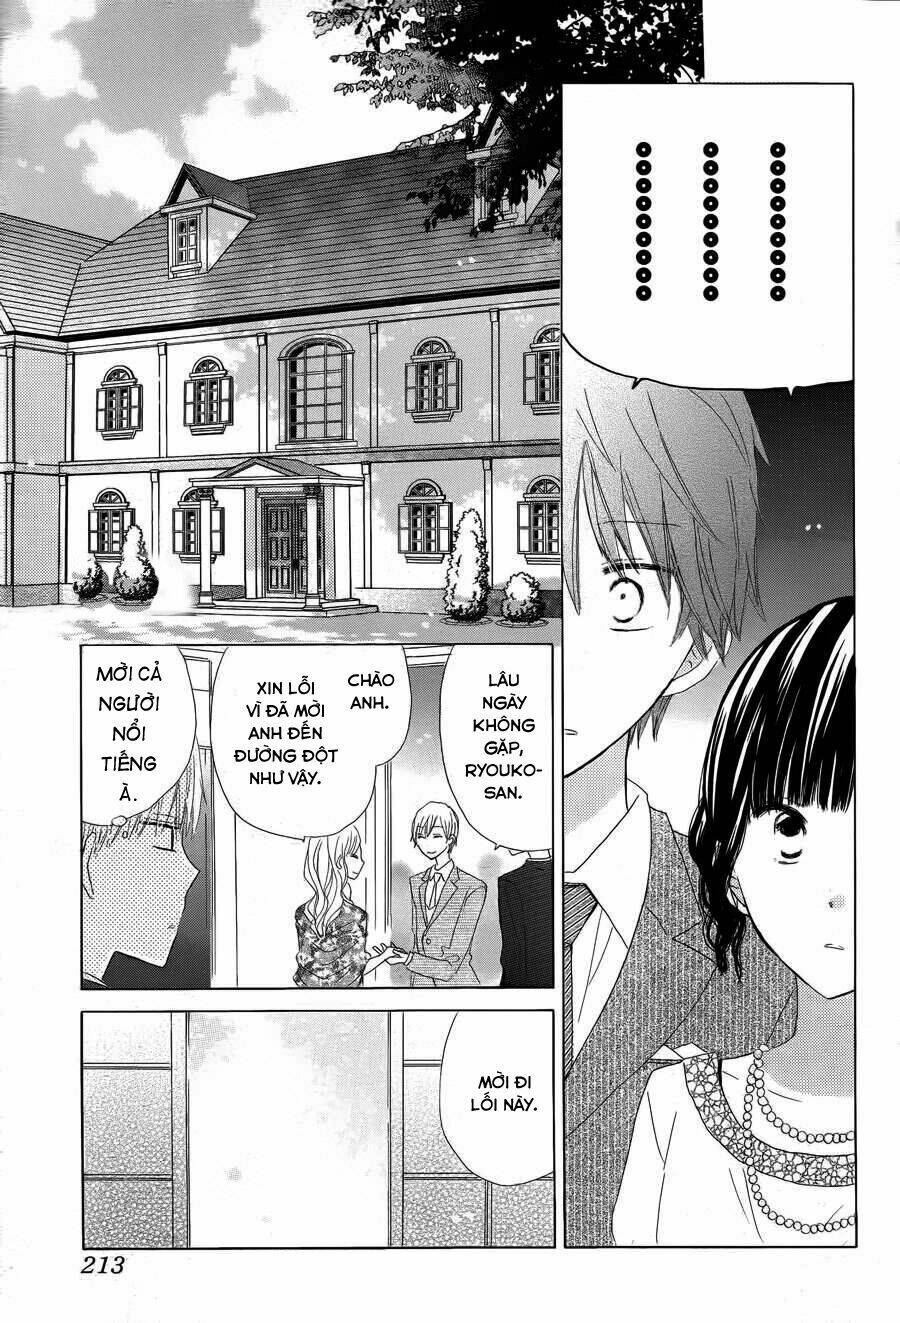 LÂU
NGÀY
KHÔNG
GẶP,
RYOUKO-
SAN.
CHÀO
ANH.
XIN LỖI
VÌ ĐÃ MỜI
ANH ĐẾN
ĐƯỜNG ĐỘT
NHƯ VẬY.
MỜI CẢ
NGƯỜI
NỔI
TIẾNG
À.
MỜI ĐI
LỐI NÀY.
213